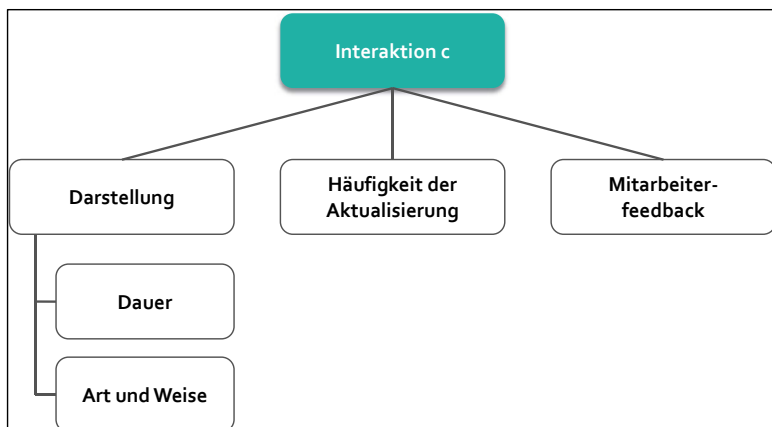 Interaktion c
Darstellung
Häufigkeit der
Aktualisierung
Mitarbeiter-
feedback
Dauer
Art und Weise